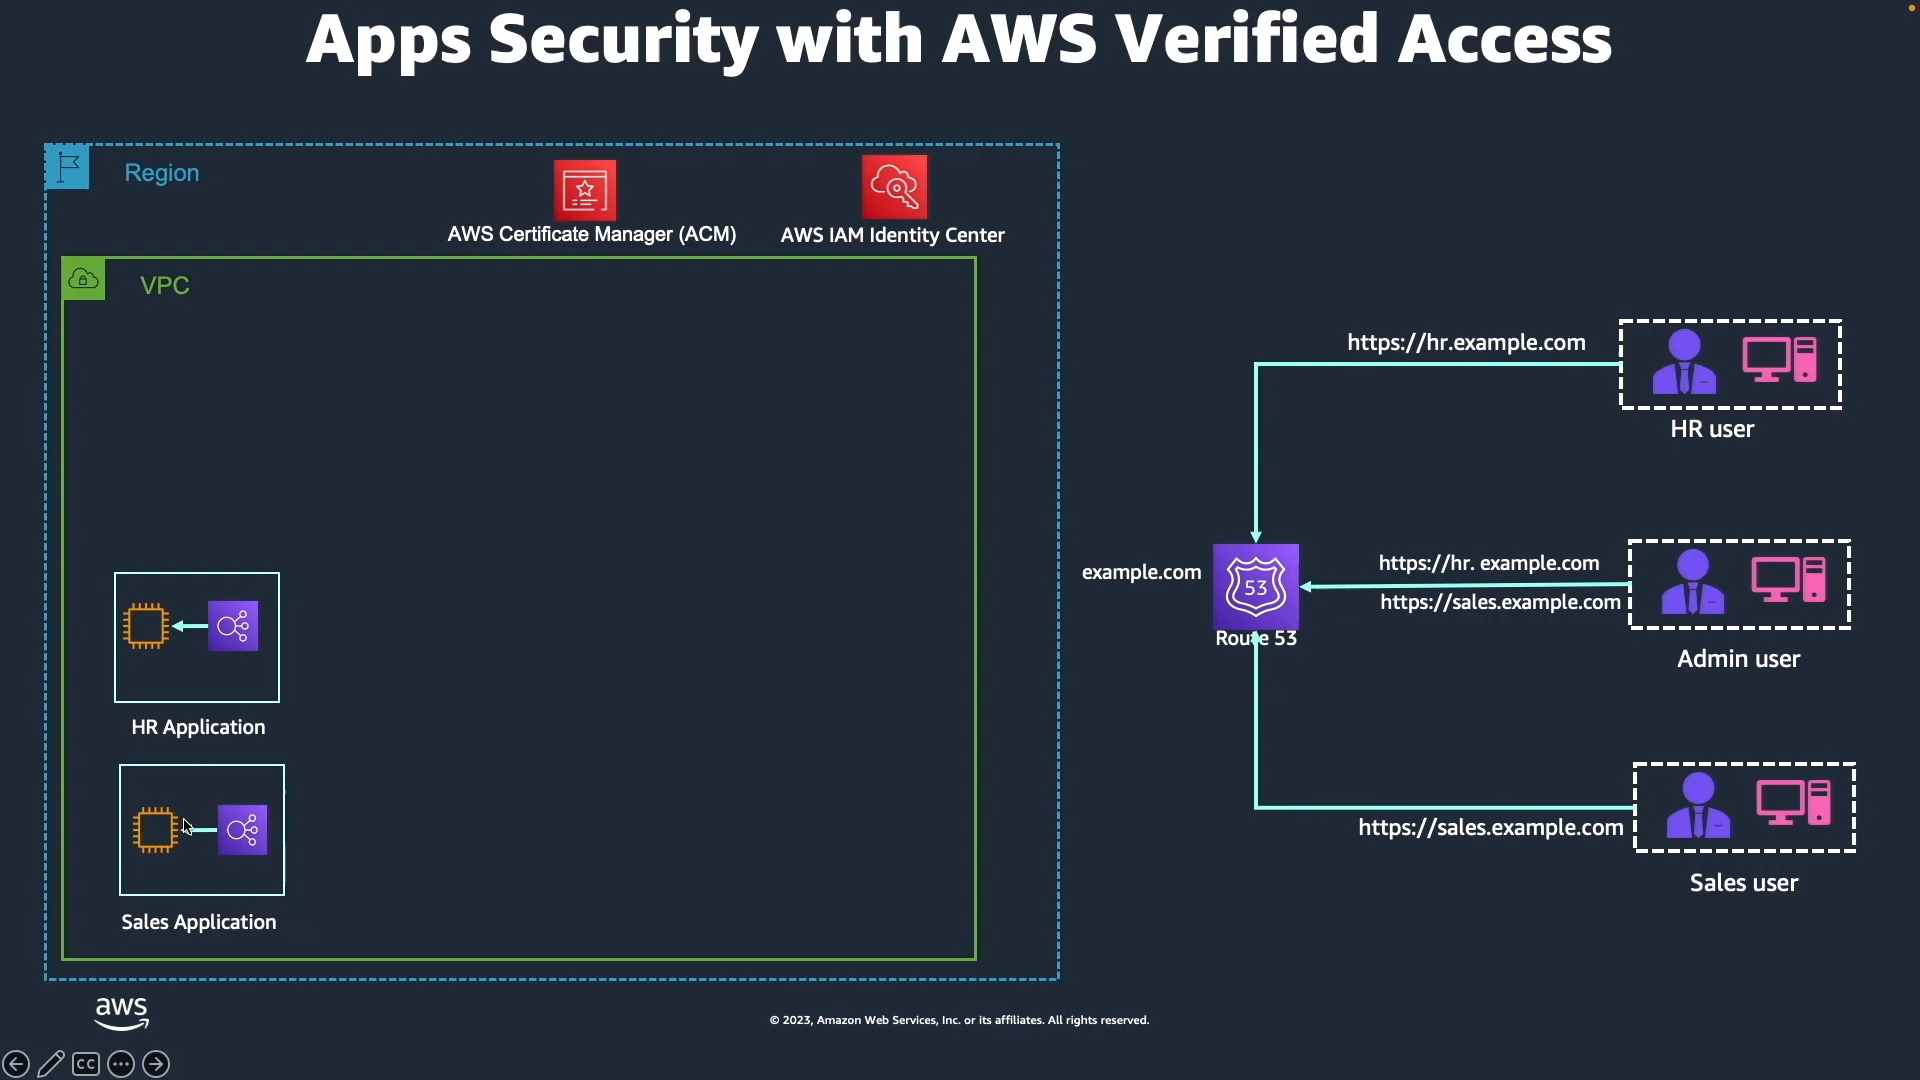 Apps Security with AWS Verified Access
Region
AWS Certificate Manager (ACM)
AWS IAM Identity Center
VPC
https://hr.example.com
HR user
example.com
53
Route 53
https://hr. example.com
https://sales.example.com
Admin user
HR Application
https://sales.example.com
Sales user
Sales Application
aws
© 2023, Amazon Web Services, Inc. or its affiliates. All rights reserved.
CC